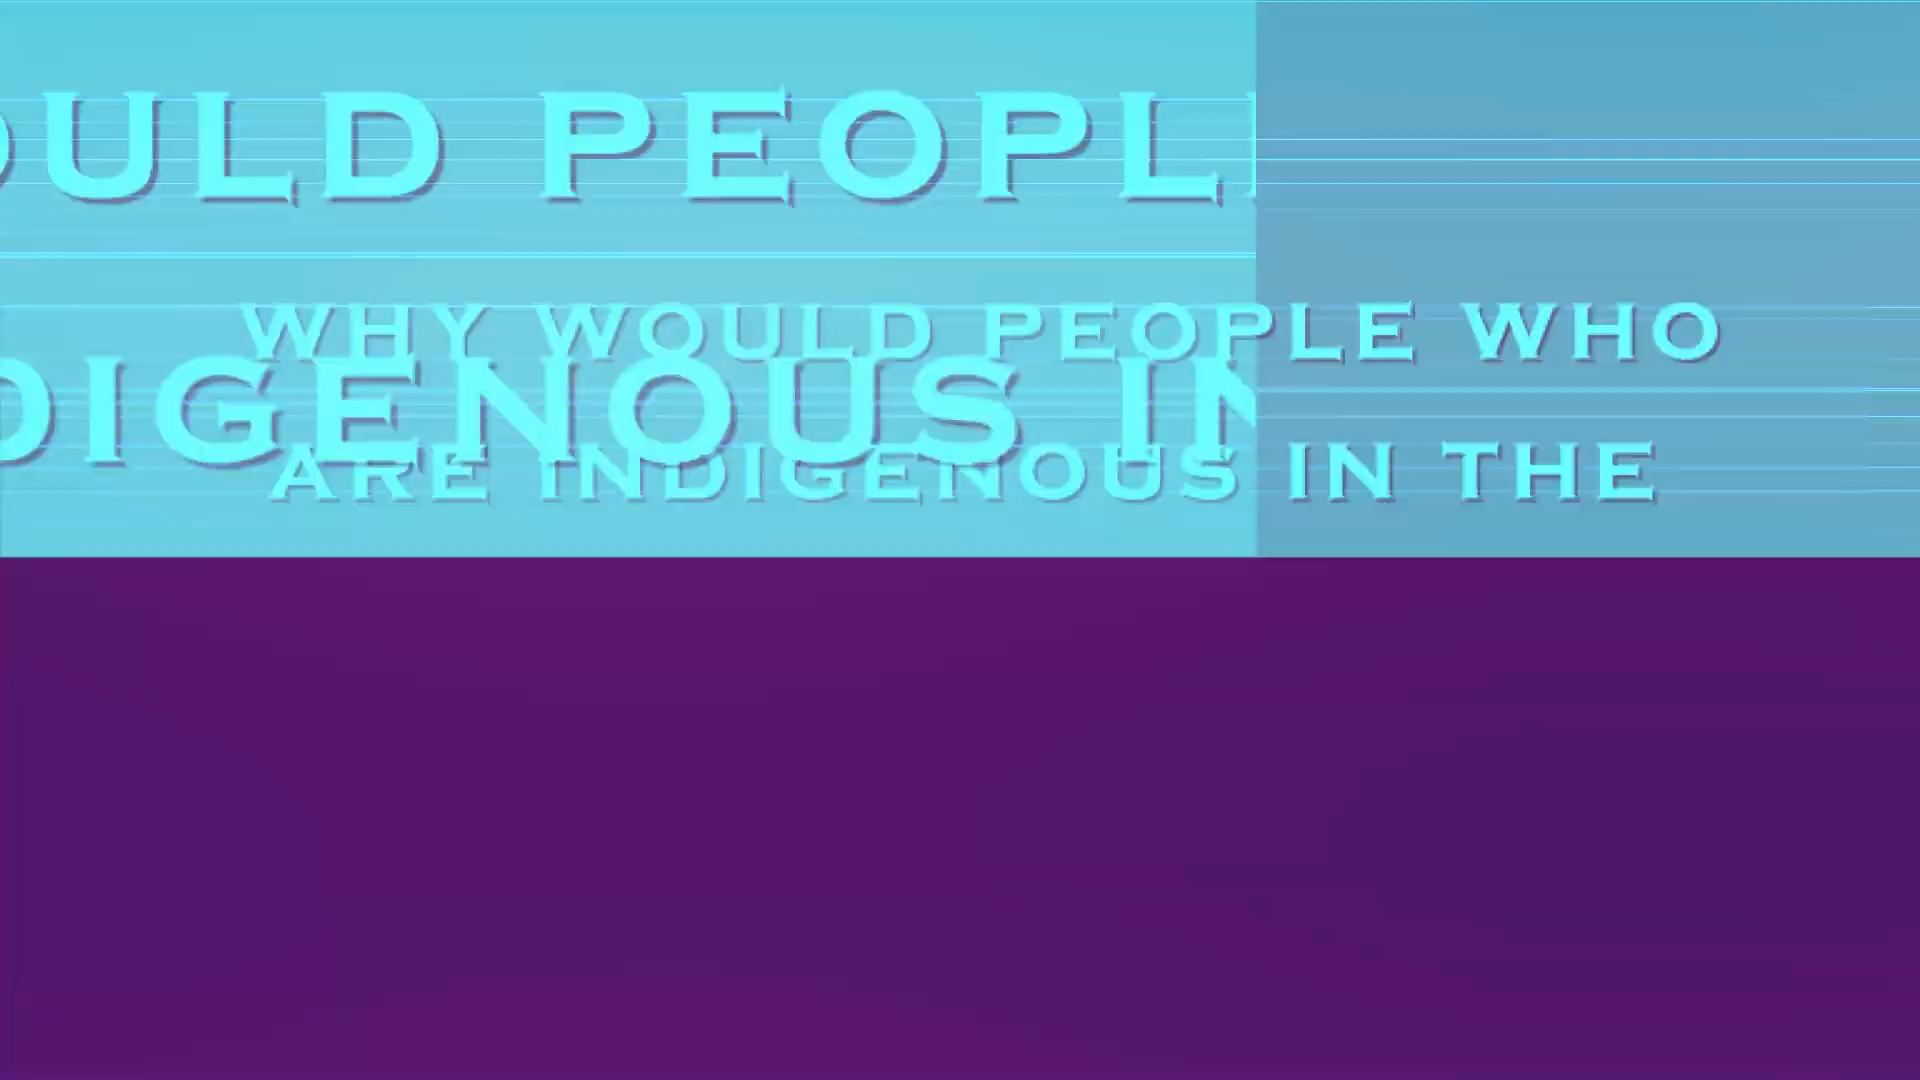 OULD PEOPL
WHY WOULD PEOPLE WHO
DIGENOUS IN
ARE INDIGENOUS IN THE